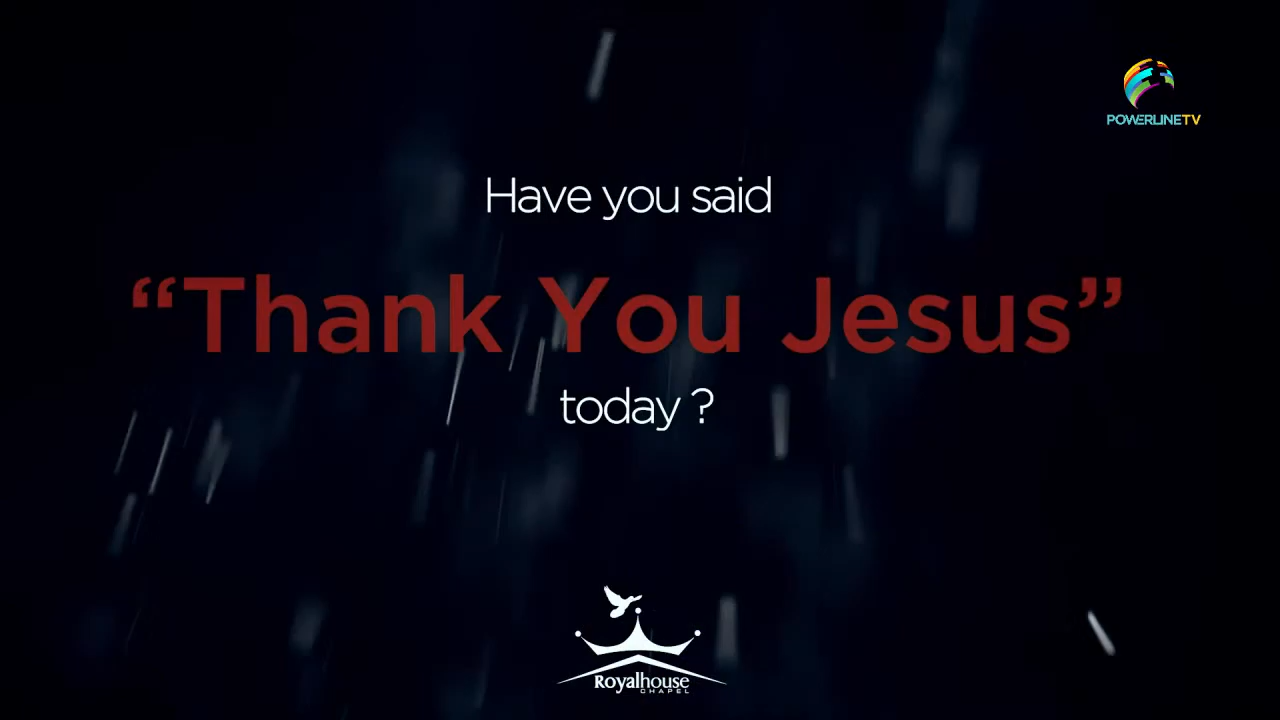 POWERLINETV
Have you said
“Thank You Jesus”
today ?
Royalhouse
CHAPEL